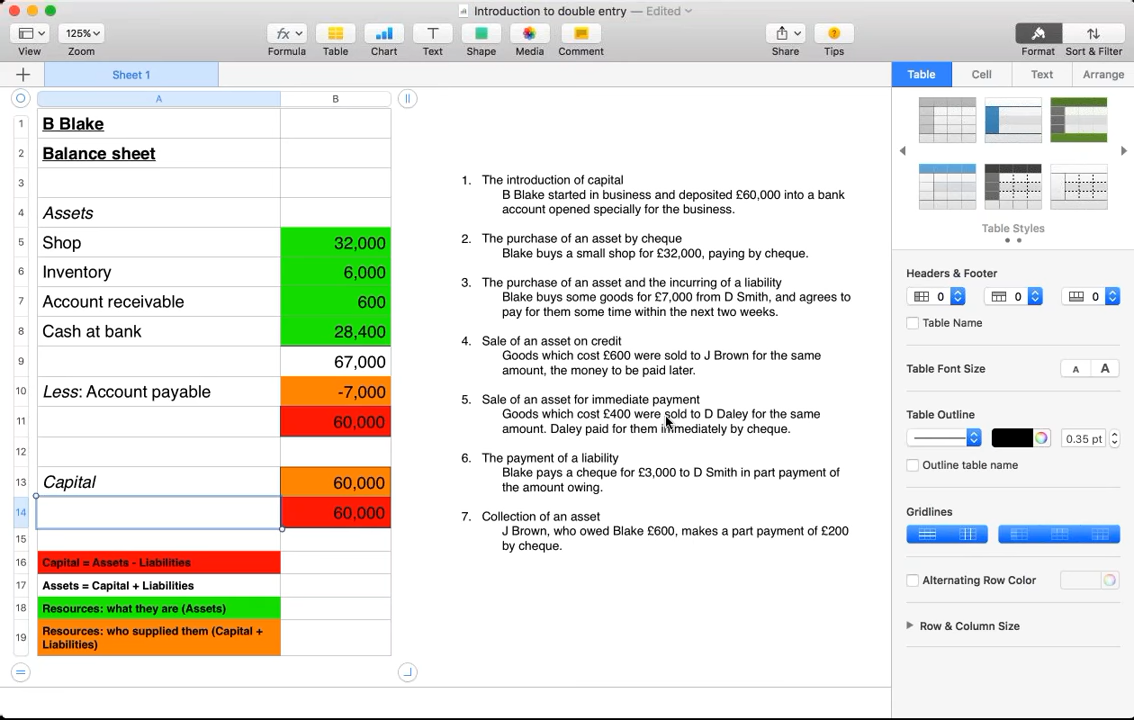 Introduction to double entry — Edited
125%
View
Zoom
Formula
Table
Chart
Text
Shape
Media
Comment
Share
Tips
Format
Sort & Filter
Sheet 1
Table
Cell
Text
Arrange
A
B
1 B Blake
2 Balance sheet
3
4 Assets
5 Shop 32,000
6 Inventory 6,000
7 Account receivable 600
8 Cash at bank 28,400
9 67,000
10 Less: Account payable -7,000
11 60,000
12
13 Capital 60,000
14 60,000
15
16 Capital = Assets - Liabilities
17 Assets = Capital + Liabilities
18 Resources: what they are (Assets)
19 Resources: who supplied them (Capital +
Liabilities)
1. The introduction of capital
B Blake started in business and deposited £60,000 into a bank
account opened specially for the business.
2. The purchase of an asset by cheque
Blake buys a small shop for £32,000, paying by cheque.
3. The purchase of an asset and the incurring of a liability
Blake buys some goods for £7,000 from D Smith, and agrees to
pay for them some time within the next two weeks.
4. Sale of an asset on credit
Goods which cost £600 were sold to J Brown for the same
amount, the money to be paid later.
5. Sale of an asset for immediate payment
Goods which cost £400 were sold to D Daley for the same
amount. Daley paid for them immediately by cheque.
6. The payment of a liability
Blake pays a cheque for £3,000 to D Smith in part payment of
the amount owing.
7. Collection of an asset
J Brown, who owed Blake £600, makes a part payment of £200
by cheque.
Table Styles
Headers & Footer
0 0 0
Table Name
Table Font Size A A
Table Outline
0.35 pt
Outline table name
Gridlines
Alternating Row Color
Row & Column Size